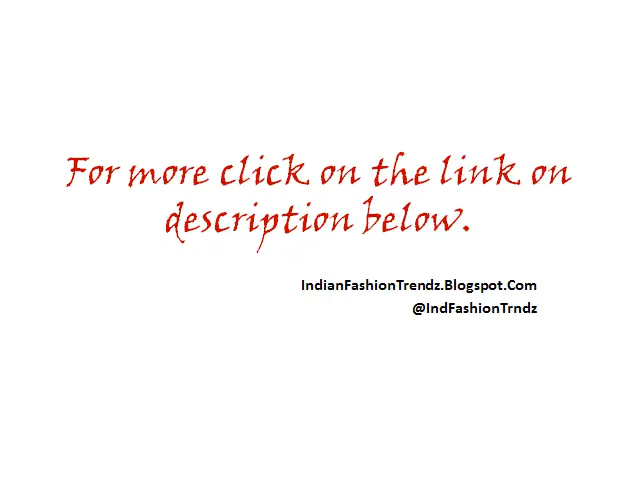 For more click on the link on
description below.
IndianFashionTrendz.Blogspot.Com
@IndFashionTrndz